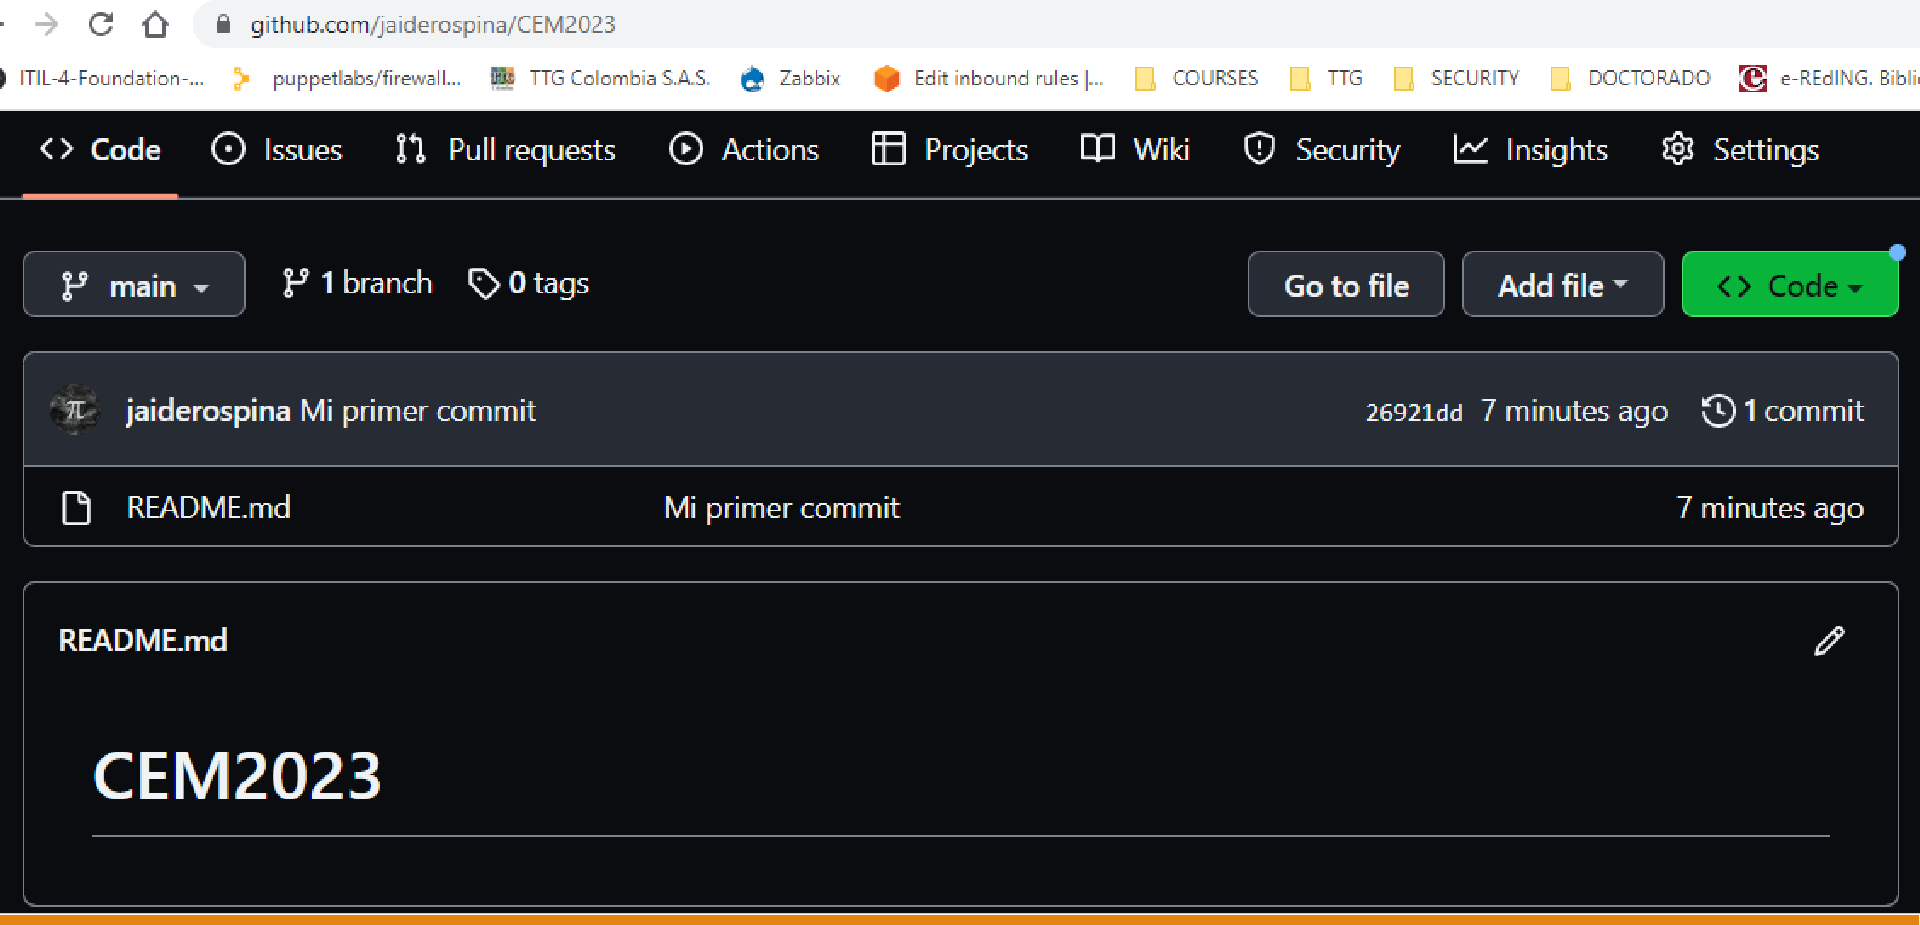 github.com/jaiderospina/CEM2023
ITIL-4-Foundation-... puppetlabs/firewall... TTG Colombia S.A.S. Zabbix Edit inbound rules |... COURSES TTG SECURITY DOCTORADO e-REdING. Biblio
Code Issues Pull requests Actions Projects Wiki Security Insights Settings
main 1 branch 0 tags Go to file Add file Code
jaiderospina Mi primer commit 26921dd 7 minutes ago 1 commit
README.md Mi primer commit 7 minutes ago
README.md
CEM2023